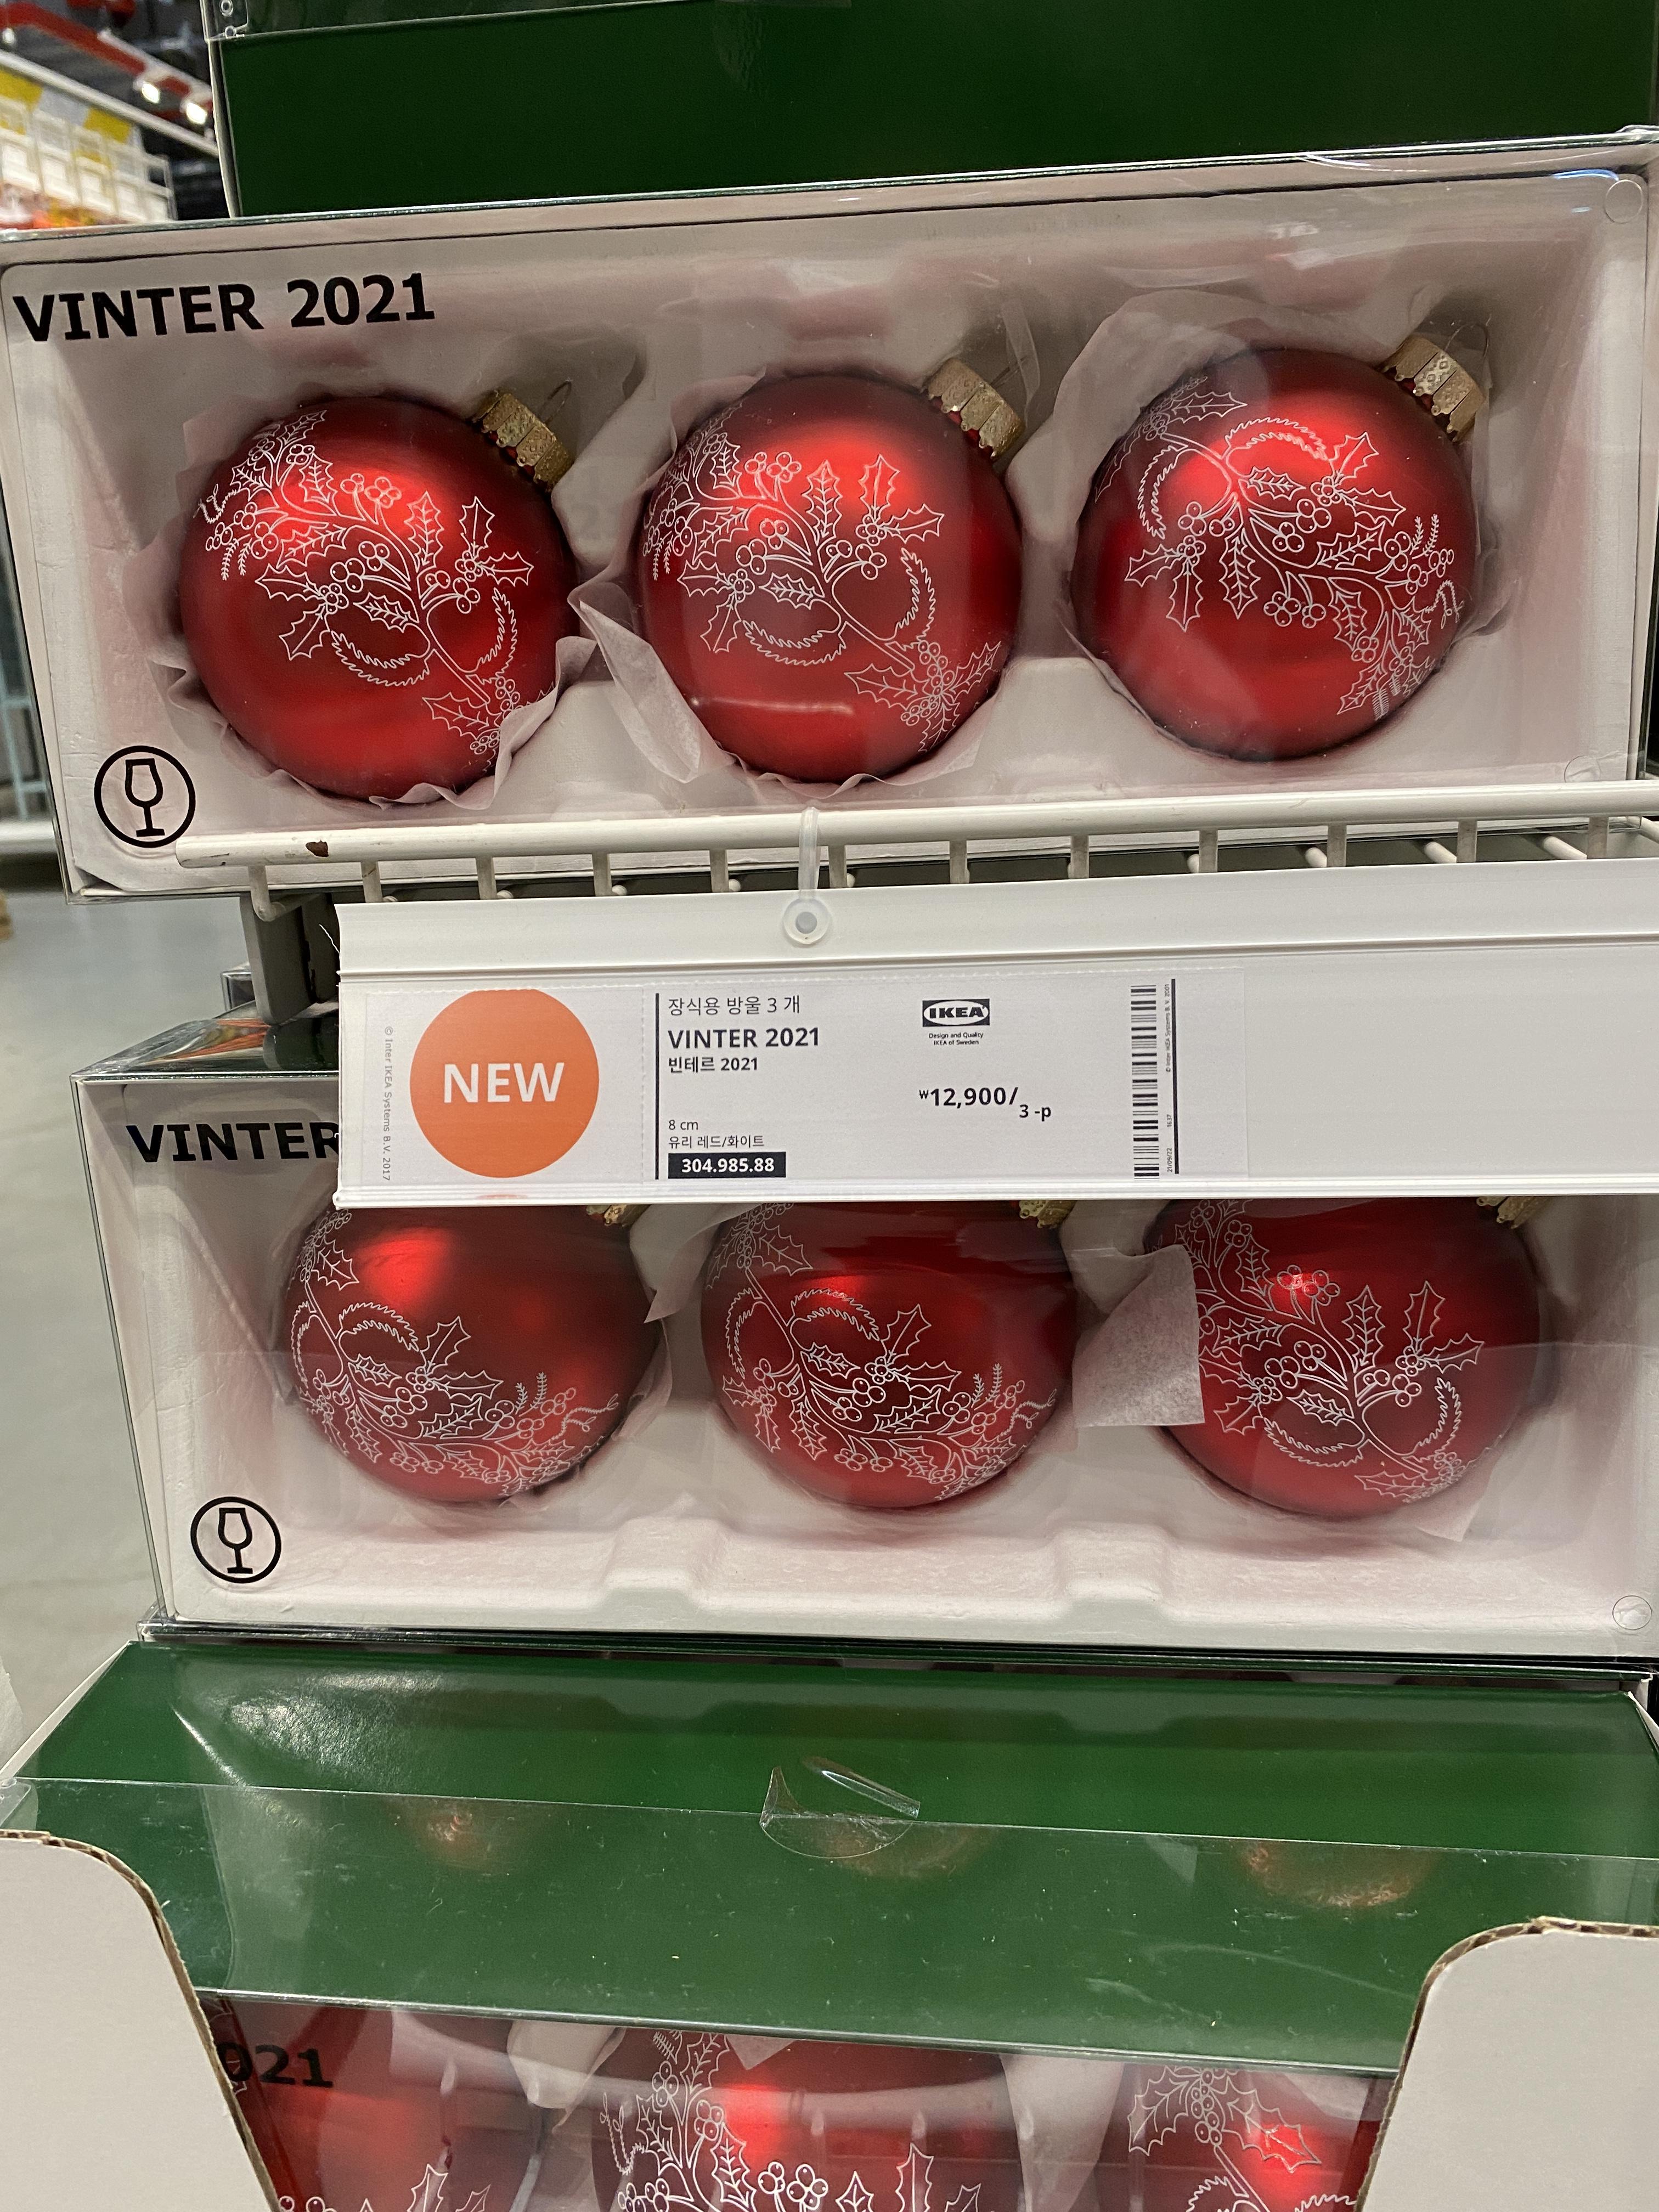 VINTER 2021
© Inter IKEA Systems B.V. 2017
NEW
장식용 방울 3 개
VINTER 2021
빈테르 2021
8 cm
유리 레드/화이트
304.985.88
IKEA
Design and Quality
IKEA of Sweden
₩12,900/3 -p
VINTER
021